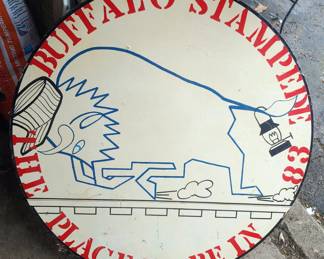 BUFFALO STAMPEDE
THE PLACE
BE IN 83